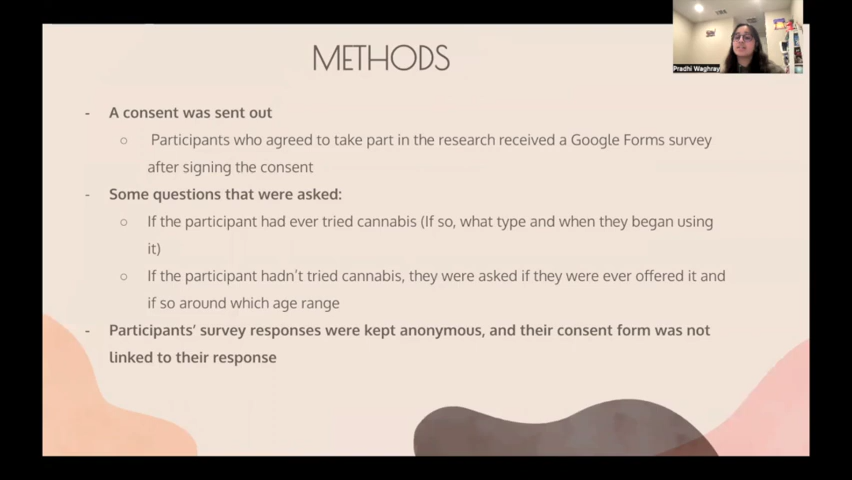 METHODS
Pradhi Waghray
- A consent was sent out
○ Participants who agreed to take part in the research received a Google Forms survey
after signing the consent
- Some questions that were asked:
○ If the participant had ever tried cannabis (If so, what type and when they began using
it)
○ If the participant hadn't tried cannabis, they were asked if they were ever offered it and
if so around which age range
- Participants' survey responses were kept anonymous, and their consent form was not
linked to their response